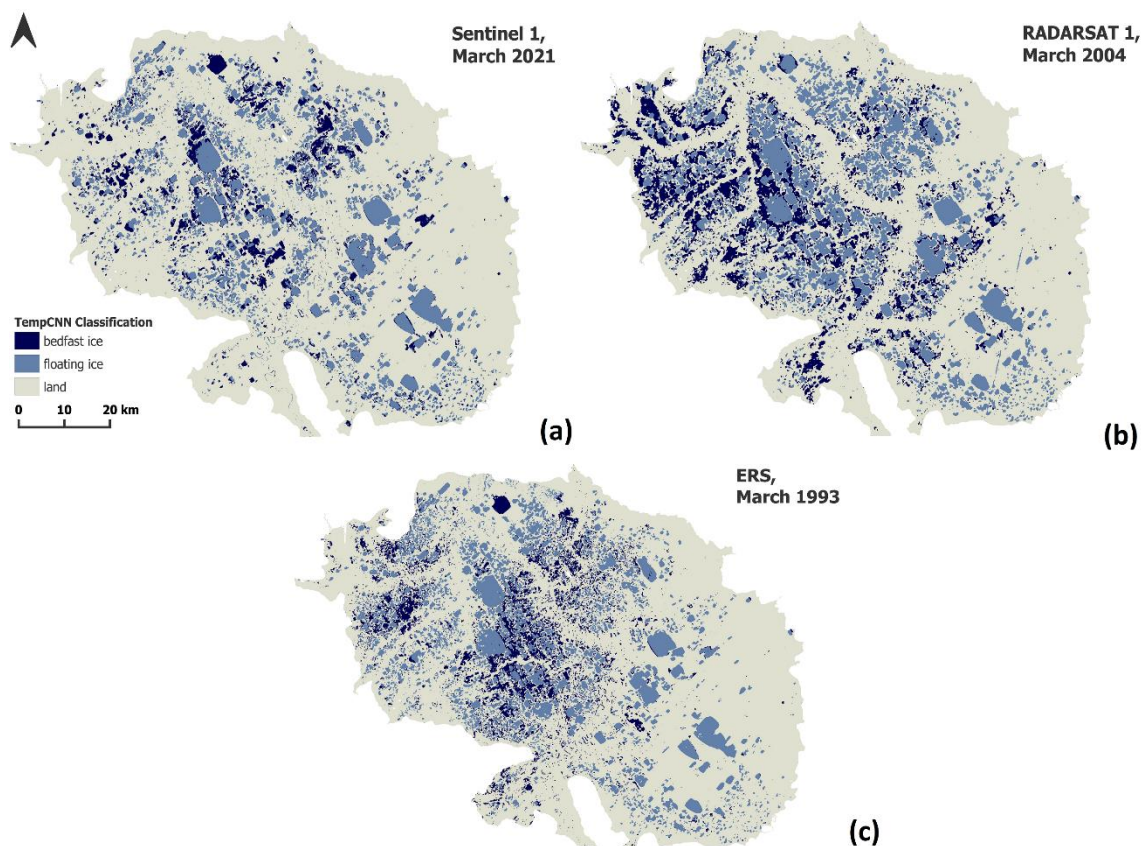 Sentinel 1,
March 2021
RADARSAT 1,
March 2004
TempCNN Classification
bedfast ice
floating ice
land
0 10 20 km
(a)
(b)
ERS,
March 1993
(c)